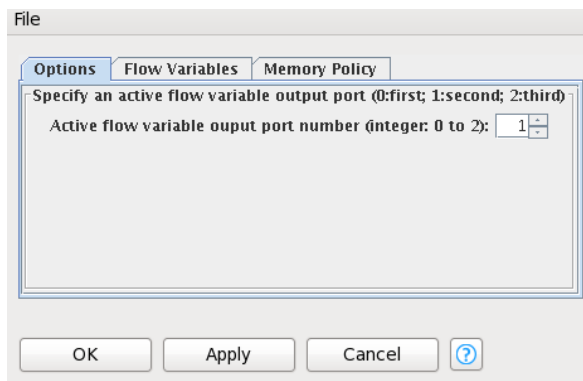 File
Options Flow Variables Memory Policy
Specify an active flow variable output port (0:first; 1:second; 2:third)
Active flow variable ouput port number (integer: 0 to 2): 1
OK Apply Cancel ?